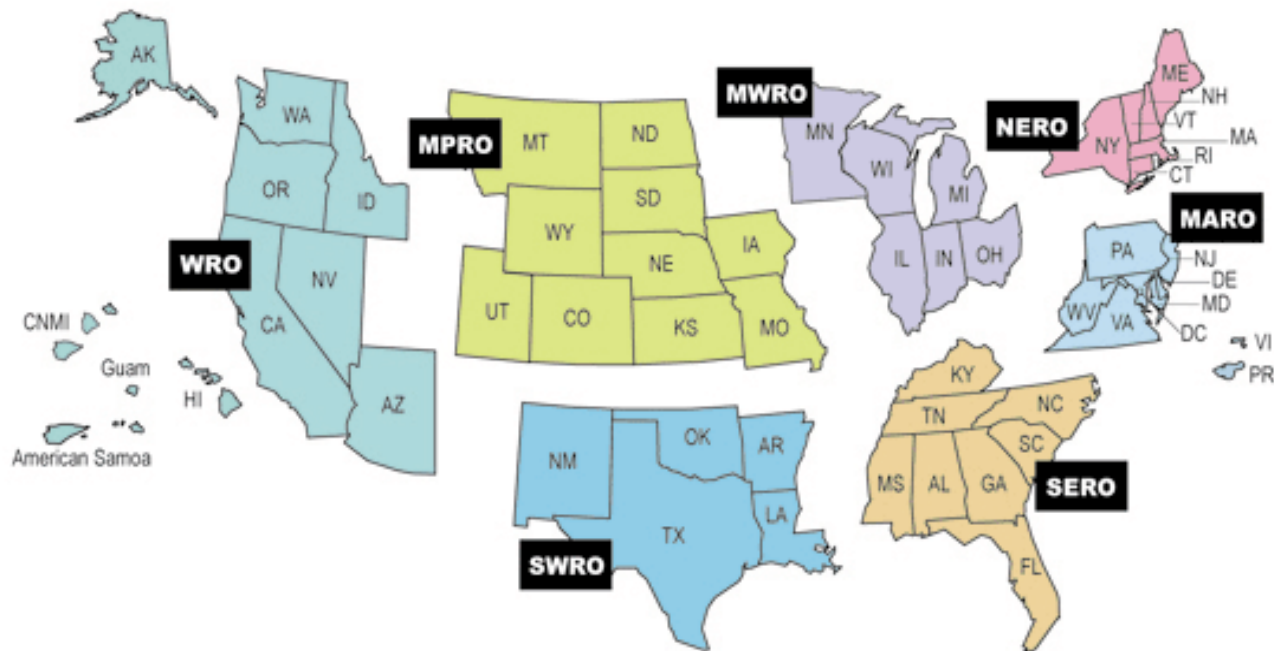 AK
WA
OR
ID
WRO
NV
CA
AZ
CNMI
Guam
HI
American Samoa
MPRO
MT
ND
SD
WY
NE
IA
UT
CO
KS
MO
MWRO
MN
WI
MI
IL
IN
OH
NERO
ME
NH
VT
NY
MA
RI
CT
MARO
PA
NJ
DE
MD
WV
VA
DC
VI
PR
SWRO
NM
OK
AR
TX
LA
KY
TN
NC
SC
MS
AL
GA
SERO
FL